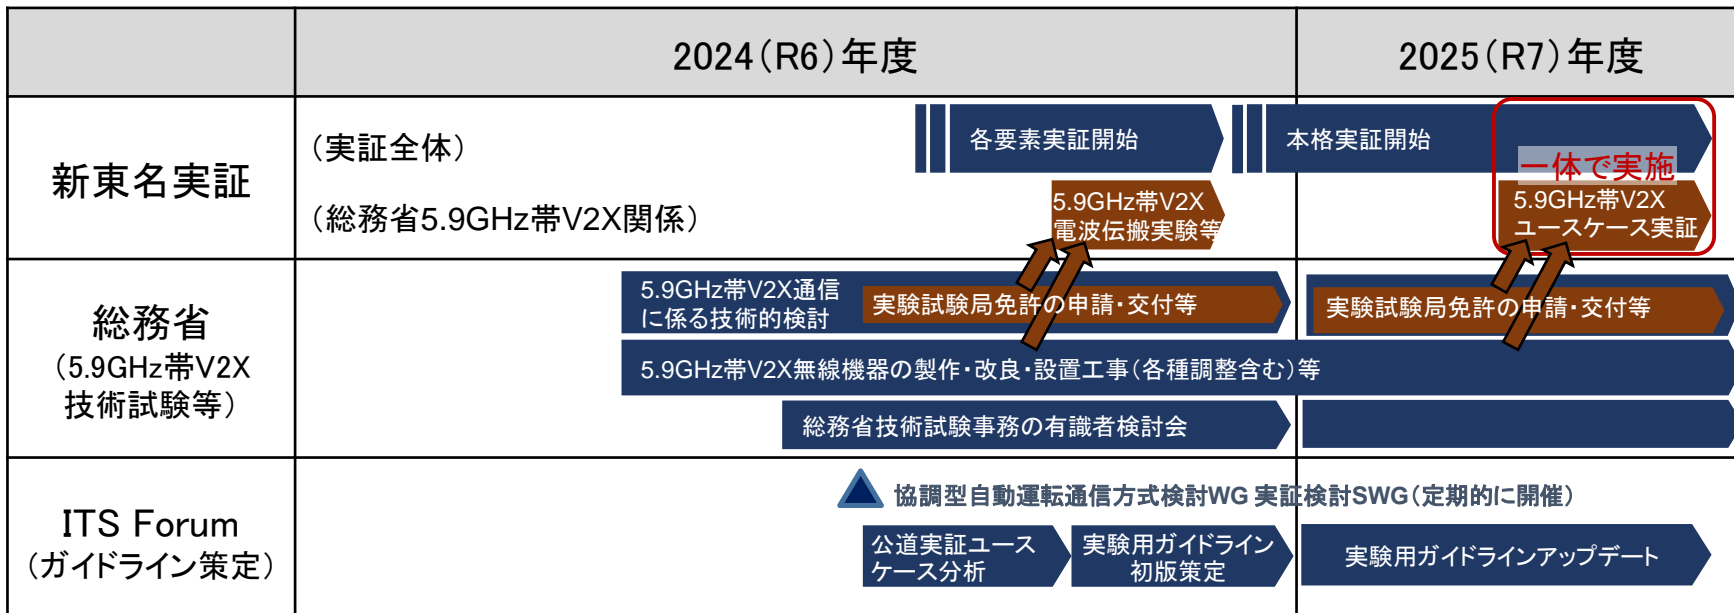 2024(R6)年度
2025(R7)年度
新東名実証
(実証全体)
(総務省5.9GHz帯V2X関係)
各要素実証開始
本格実証開始
一体で実施
5.9GHz帯V2X
電波伝搬実験等
5.9GHz帯V2X
ユースケース実証
総務省
(5.9GHz帯V2X
技術試験等)
5.9GHz帯V2X通信
に係る技術的検討
実験試験局免許の申請・交付等
実験試験局免許の申請・交付等
5.9GHz帯V2X無線機器の製作・改良・設置工事(各種調整含む)等
総務省技術試験事務の有識者検討会
ITS Forum
(ガイドライン策定)
協調型自動運転通信方式検討WG 実証検討SWG(定期的に開催)
公道実証ユース
ケース分析
実験用ガイドライン
初版策定
実験用ガイドラインアップデート